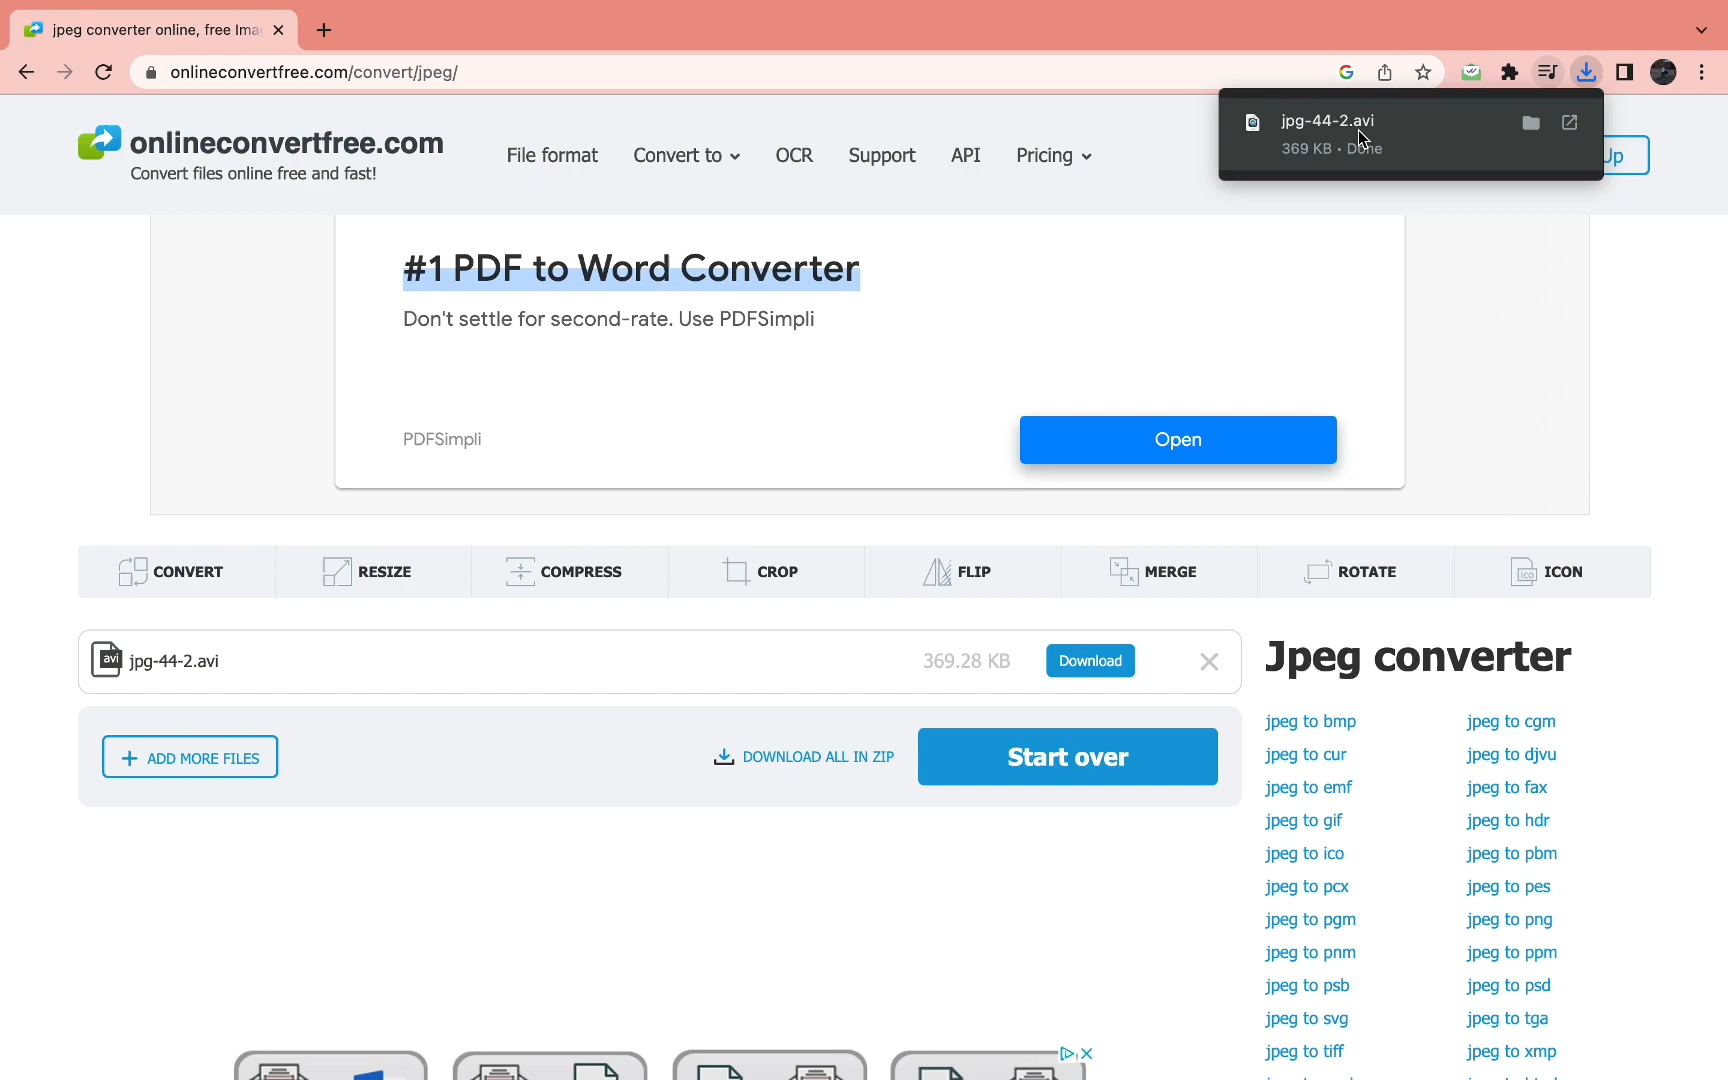 jpeg converter online, free Ima
onlineconvertfree.com/convert/jpeg/
jpg-44-2.avi
369 KB • Done
onlineconvertfree.com
Convert files online free and fast!
File format
Convert to
OCR
Support
API
Pricing
Up
#1 PDF to Word Converter
Don't settle for second-rate. Use PDFSimpli
PDFSimpli
Open
CONVERT
RESIZE
COMPRESS
CROP
FLIP
MERGE
ROTATE
ICO
ICON
avi
jpg-44-2.avi
369.28 KB
Download
ADD MORE FILES
DOWNLOAD ALL IN ZIP
Start over
Jpeg converter
jpeg to bmp
jpeg to cgm
jpeg to cur
jpeg to djvu
jpeg to emf
jpeg to fax
jpeg to gif
jpeg to hdr
jpeg to ico
jpeg to pbm
jpeg to pcx
jpeg to pes
jpeg to pgm
jpeg to png
jpeg to pnm
jpeg to ppm
jpeg to psb
jpeg to psd
jpeg to svg
jpeg to tga
jpeg to tiff
jpeg to xmp